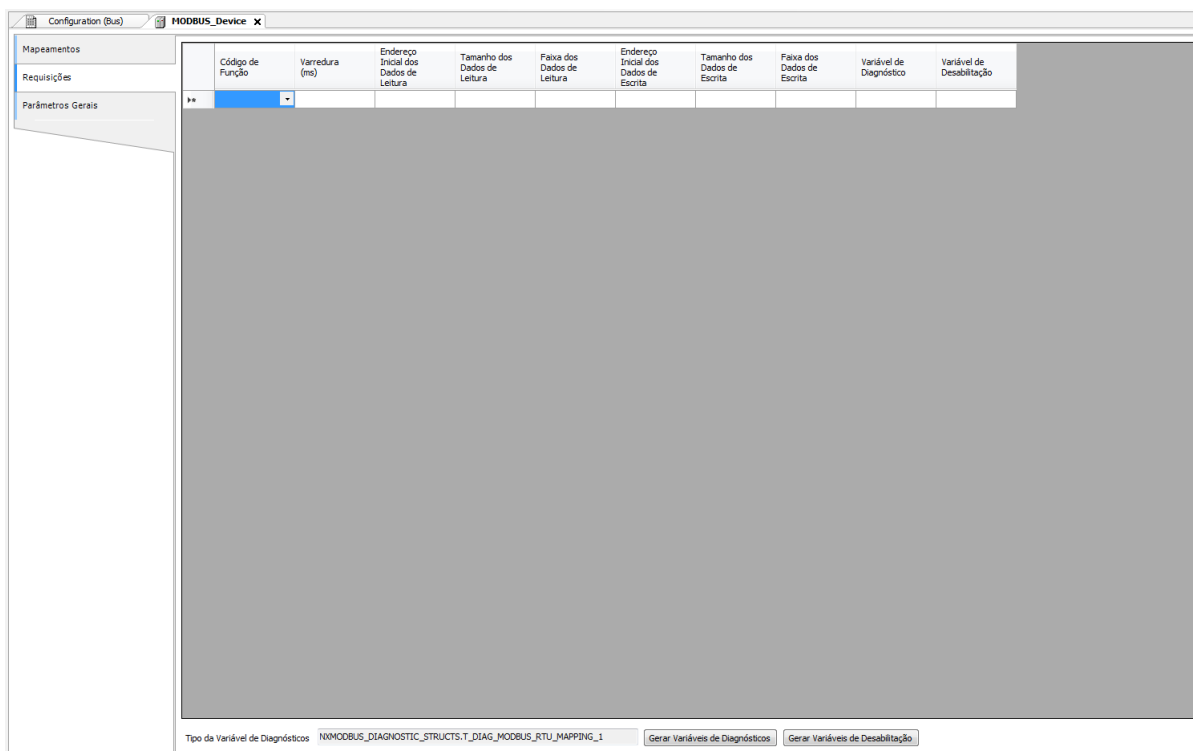 Configuration (Bus)
MODBUS_Device X
Mapeamentos
Requisições
Parâmetros Gerais
Código de
Função
Varredura
(ms)
Endereço
Inicial dos
Dados de
Leitura
Tamanho dos
Dados de
Leitura
Faixa dos
Dados de
Leitura
Endereço
Inicial dos
Dados de
Escrita
Tamanho dos
Dados de
Escrita
Faixa dos
Dados de
Escrita
Variável de
Diagnóstico
Variável de
Desabilitação
Tipo da Variável de Diagnósticos
NXMODBUS_DIAGNOSTIC_STRUCTS.T_DIAG_MODBUS_RTU_MAPPING_1
Gerar Variáveis de Diagnósticos
Gerar Variáveis de Desabilitação